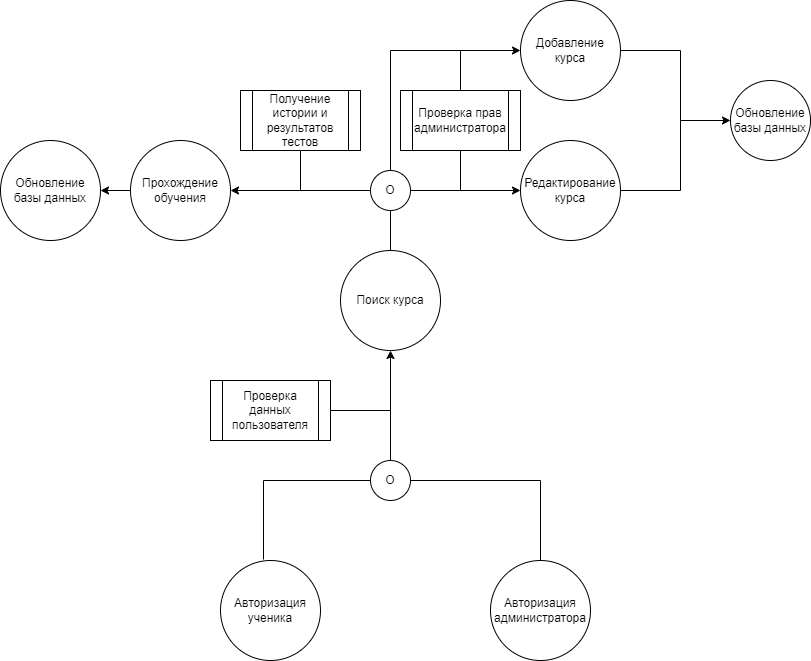 Добавление
курса
Получение
истории и
результатов
тестов
Проверка прав
администратора
Обновление
базы данных
Обновление
базы данных
Прохождение
обучения
О
Редактирование
курса
Поиск курса
Проверка
данных
пользователя
О
Авторизация
ученика
Авторизация
администратора